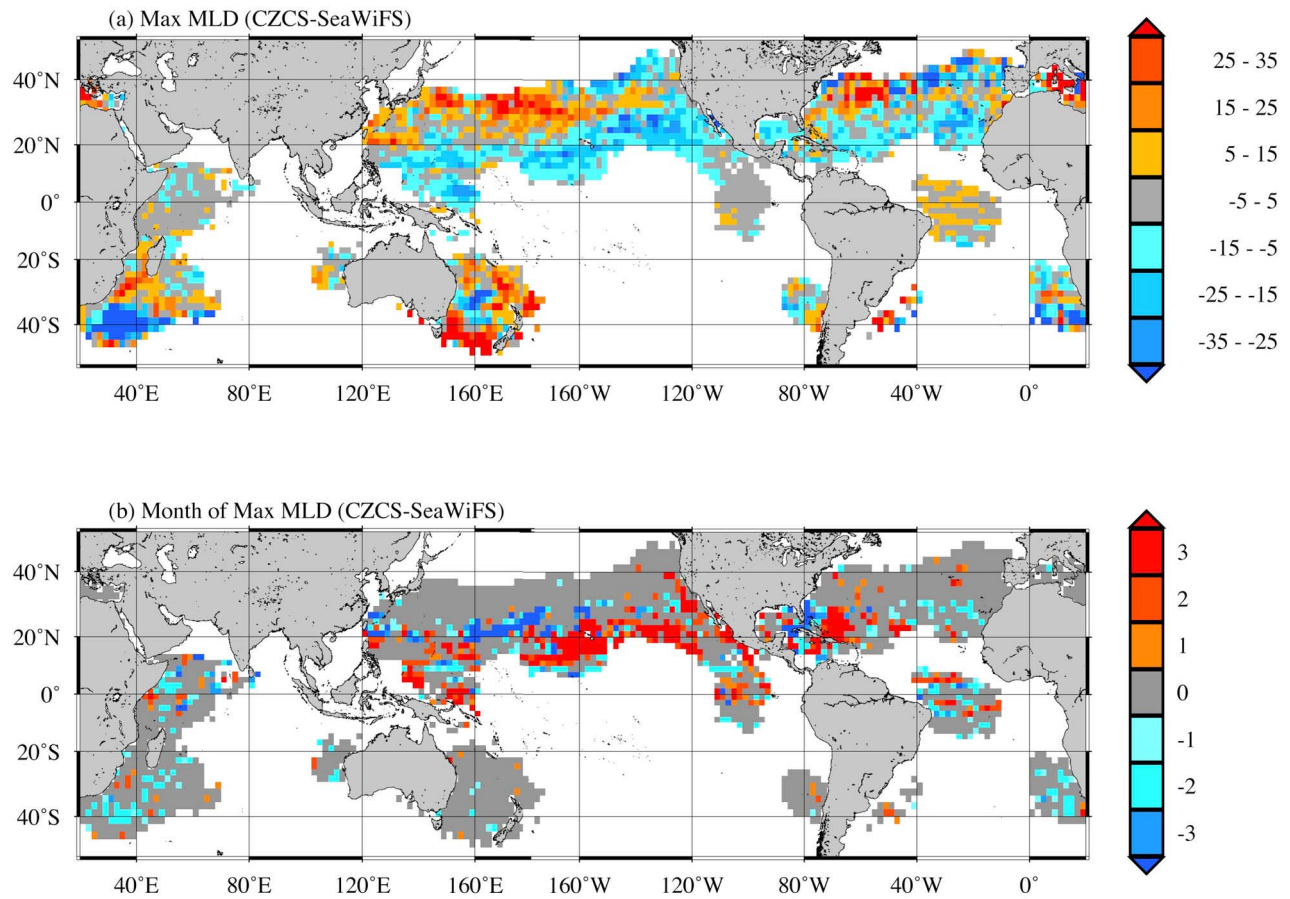 (a) Max MLD (CZCS-SeaWiFS)
40°N
20°N
0°
20°S
40°S
40°E 80°E 120°E 160°E 160°W 120°W 80°W 40°W 0°
25 - 35
15 - 25
5 - 15
-5 - 5
-15 - -5
-25 - -15
-35 - -25
(b) Month of Max MLD (CZCS-SeaWiFS)
40°N
20°N
0°
20°S
40°S
40°E 80°E 120°E 160°E 160°W 120°W 80°W 40°W 0°
3
2
1
0
-1
-2
-3